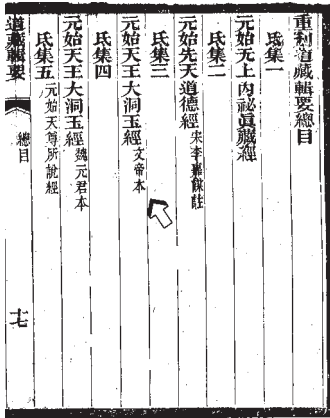 重刊道藏輯要總目
氐集一
元始无上內祕眞藏經
氐集二
元始先天道德經 宋李嘉謀註
氐集三
元始天王大洞玉經 文帝本
氐集四
元始天王大洞玉經 魏元君本
氐集五 元始天尊所說經
道藏輯要 總目 十七